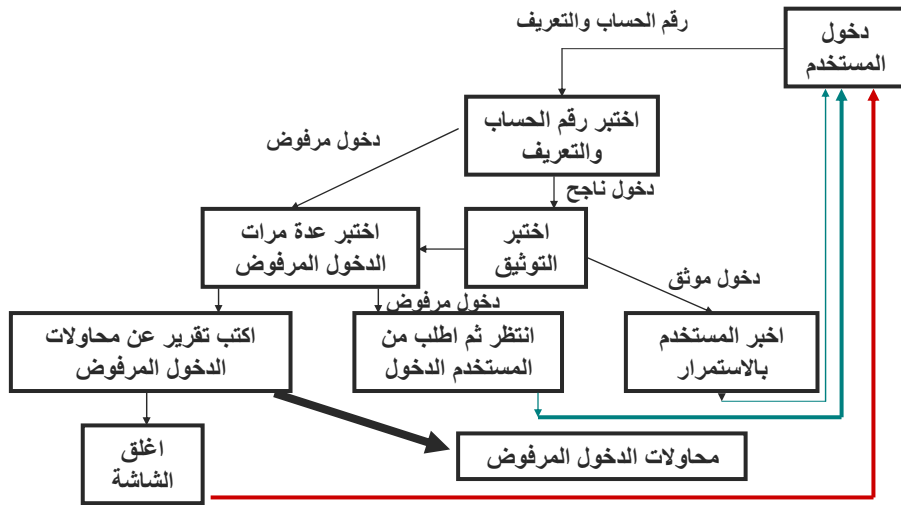 رقم الحساب والتعريف
دخول
المستخدم
اختبر رقم الحساب
والتعريف
دخول مرفوض
دخول ناجح
اختبر
التوثيق
اختبر عدة مرات
الدخول المرفوض
دخول موثق
دخول مرفوض
اخبر المستخدم
بالاستمرار
انتظر ثم اطلب من
المستخدم الدخول
اكتب تقرير عن محاولات
الدخول المرفوض
محاولات الدخول المرفوض
اغلق
الشاشة